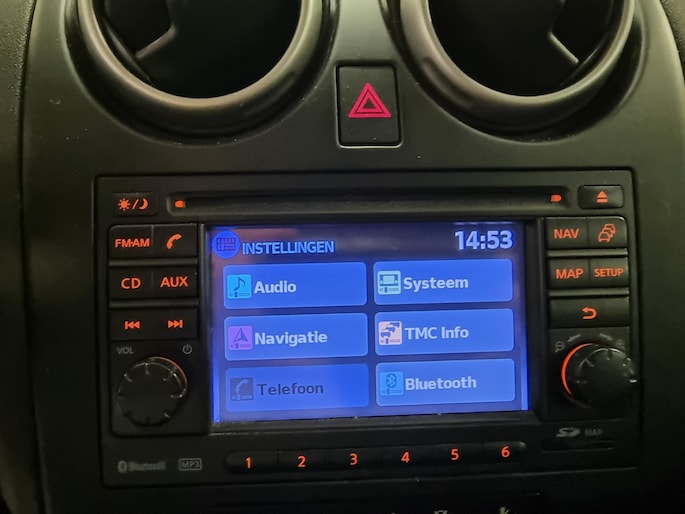 INSTELLINGEN 14:53
Audio
Systeem
Navigatie
TMC Info
Telefoon
Bluetooth
FM·AM
CD AUX
VOL
NAV
MAP SETUP
Bluetooth MP3
1 2 3 4 5 6
SD MAP